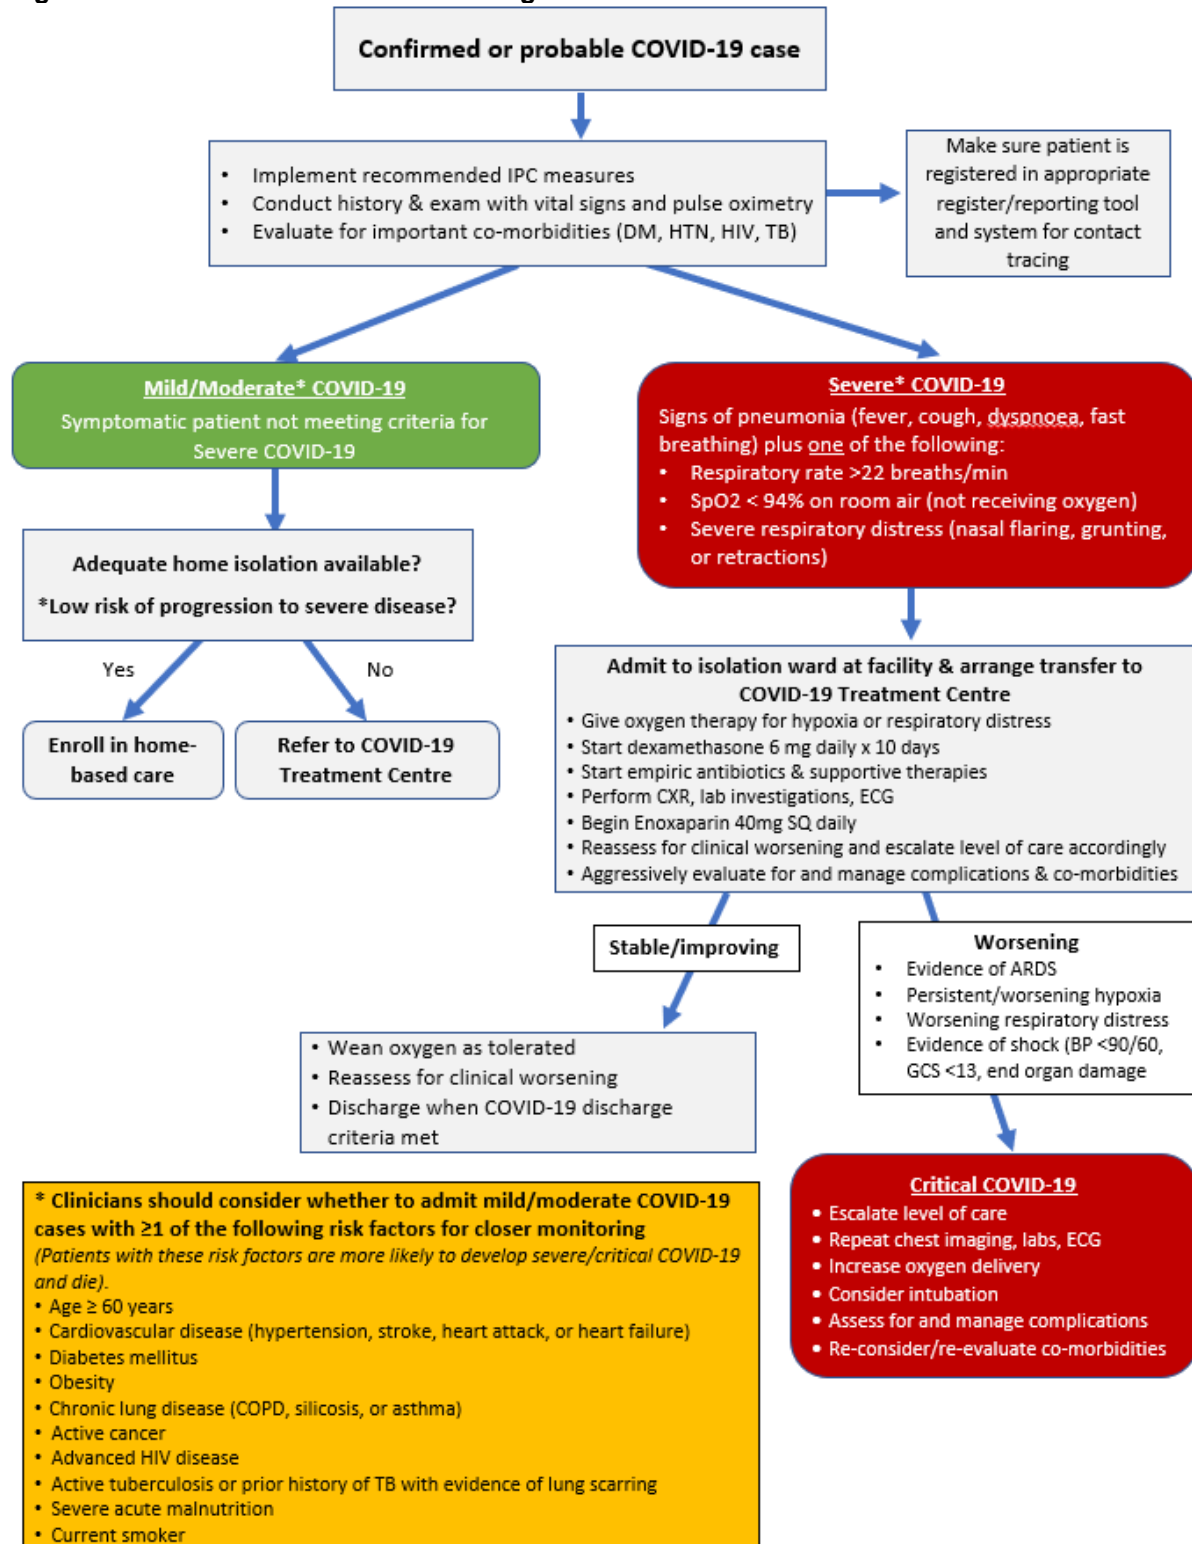 Confirmed or probable COVID-19 case
• Implement recommended IPC measures
• Conduct history & exam with vital signs and pulse oximetry
• Evaluate for important co-morbidities (DM, HTN, HIV, TB)
Make sure patient is
registered in appropriate
register/reporting tool
and system for contact
tracing
Mild/Moderate* COVID-19
Symptomatic patient not meeting criteria for
Severe COVID-19
Severe* COVID-19
Signs of pneumonia (fever, cough, dyspnoea, fast
breathing) plus one of the following:
• Respiratory rate >22 breaths/min
• SpO2 < 94% on room air (not receiving oxygen)
• Severe respiratory distress (nasal flaring, grunting,
or retractions)
Adequate home isolation available?
*Low risk of progression to severe disease?
Yes
No
Enroll in home-
based care
Refer to COVID-19
Treatment Centre
Admit to isolation ward at facility & arrange transfer to
COVID-19 Treatment Centre
• Give oxygen therapy for hypoxia or respiratory distress
• Start dexamethasone 6 mg daily x 10 days
• Start empiric antibiotics & supportive therapies
• Perform CXR, lab investigations, ECG
• Begin Enoxaparin 40mg SQ daily
• Reassess for clinical worsening and escalate level of care accordingly
• Aggressively evaluate for and manage complications & co-morbidities
Stable/improving
Worsening
• Evidence of ARDS
• Persistent/worsening hypoxia
• Worsening respiratory distress
• Evidence of shock (BP <90/60,
GCS <13, end organ damage
• Wean oxygen as tolerated
• Reassess for clinical worsening
• Discharge when COVID-19 discharge
criteria met
Critical COVID-19
• Escalate level of care
• Repeat chest imaging, labs, ECG
• Increase oxygen delivery
• Consider intubation
• Assess for and manage complications
• Re-consider/re-evaluate co-morbidities
* Clinicians should consider whether to admit mild/moderate COVID-19
cases with ≥1 of the following risk factors for closer monitoring
(Patients with these risk factors are more likely to develop severe/critical COVID-19
and die).
• Age ≥ 60 years
• Cardiovascular disease (hypertension, stroke, heart attack, or heart failure)
• Diabetes mellitus
• Obesity
• Chronic lung disease (COPD, silicosis, or asthma)
• Active cancer
• Advanced HIV disease
• Active tuberculosis or prior history of TB with evidence of lung scarring
• Severe acute malnutrition
• Current smoker